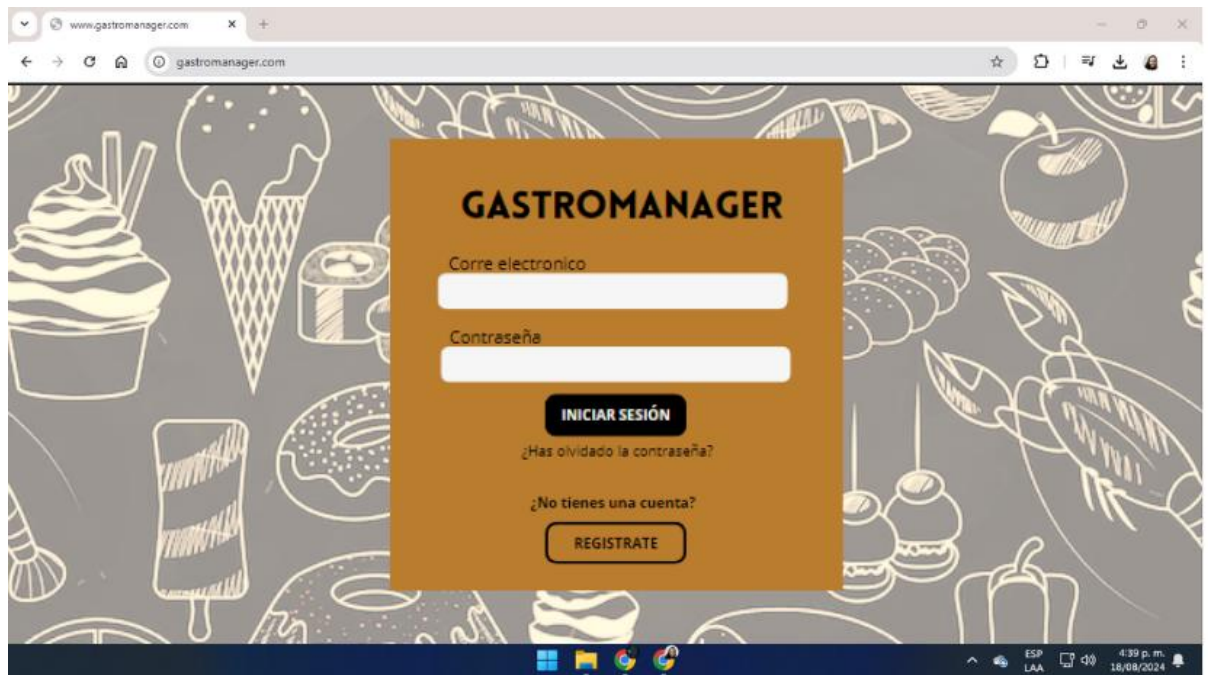 www.gastromanager.com
gastromanager.com
GASTROMANAGER
Corre electronico
Contraseña
INICIAR SESIÓN
¿Has olvidado la contraseña?
¿No tienes una cuenta?
REGISTRATE
ESP
LAA
4:39 p. m.
18/08/2024